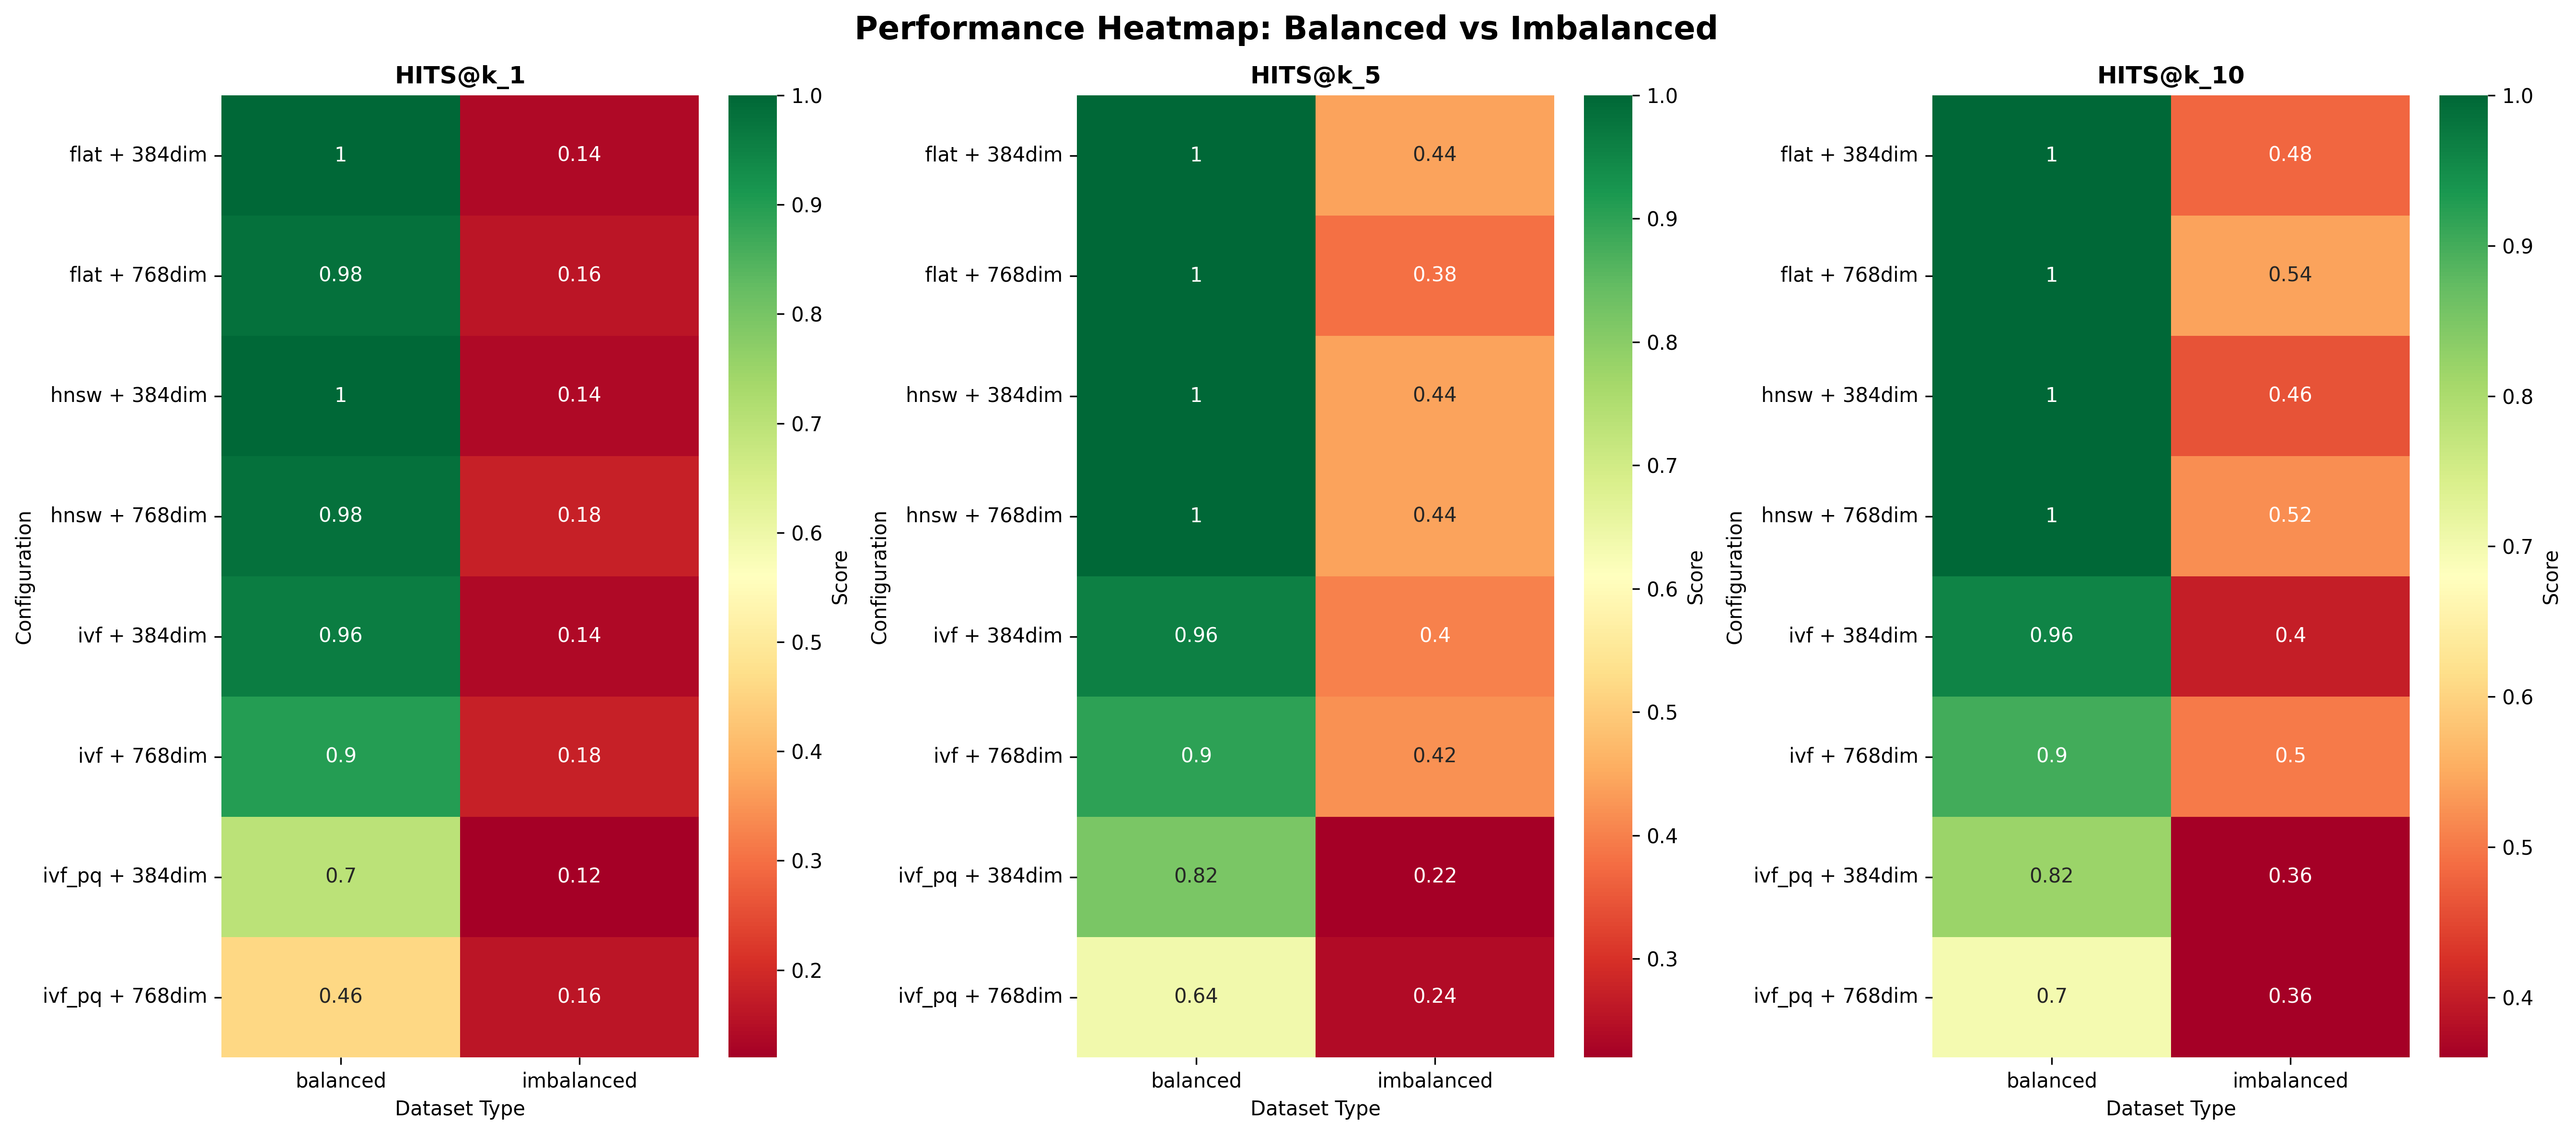 Performance Heatmap: Balanced vs Imbalanced
HITS@k_1
Configuration
flat + 384dim 1 0.14
flat + 768dim 0.98 0.16
hnsw + 384dim 1 0.14
hnsw + 768dim 0.98 0.18
ivf + 384dim 0.96 0.14
ivf + 768dim 0.9 0.18
ivf_pq + 384dim 0.7 0.12
ivf_pq + 768dim 0.46 0.16
balanced imbalanced
Dataset Type
1.0
0.9
0.8
0.7
0.6
0.5
0.4
0.3
0.2
Score
HITS@k_5
Configuration
flat + 384dim 1 0.44
flat + 768dim 1 0.38
hnsw + 384dim 1 0.44
hnsw + 768dim 1 0.44
ivf + 384dim 0.96 0.4
ivf + 768dim 0.9 0.42
ivf_pq + 384dim 0.82 0.22
ivf_pq + 768dim 0.64 0.24
balanced imbalanced
Dataset Type
1.0
0.9
0.8
0.7
0.6
0.5
0.4
0.3
Score
HITS@k_10
Configuration
flat + 384dim 1 0.48
flat + 768dim 1 0.54
hnsw + 384dim 1 0.46
hnsw + 768dim 1 0.52
ivf + 384dim 0.96 0.4
ivf + 768dim 0.9 0.5
ivf_pq + 384dim 0.82 0.36
ivf_pq + 768dim 0.7 0.36
balanced imbalanced
Dataset Type
1.0
0.9
0.8
0.7
0.6
0.5
0.4
Score